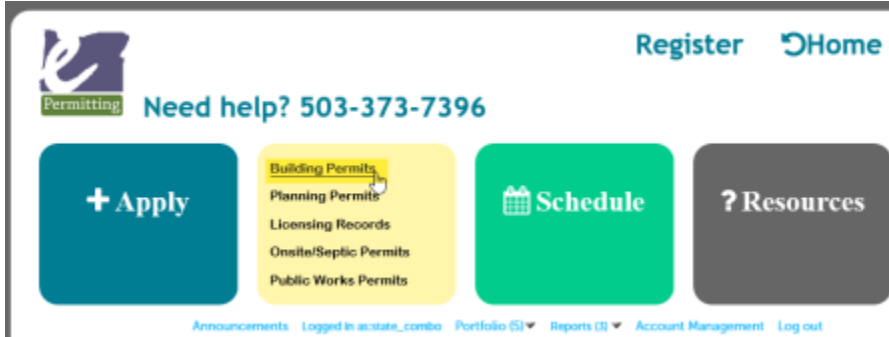 Register Home
e
Permitting
Need help? 503-373-7396
+ Apply
Building Permits
Planning Permits
Licensing Records
Onsite/Septic Permits
Public Works Permits
Schedule
? Resources
Announcements Logged in as:state_combo Portfolio (5) Reports (3) Account Management Log out